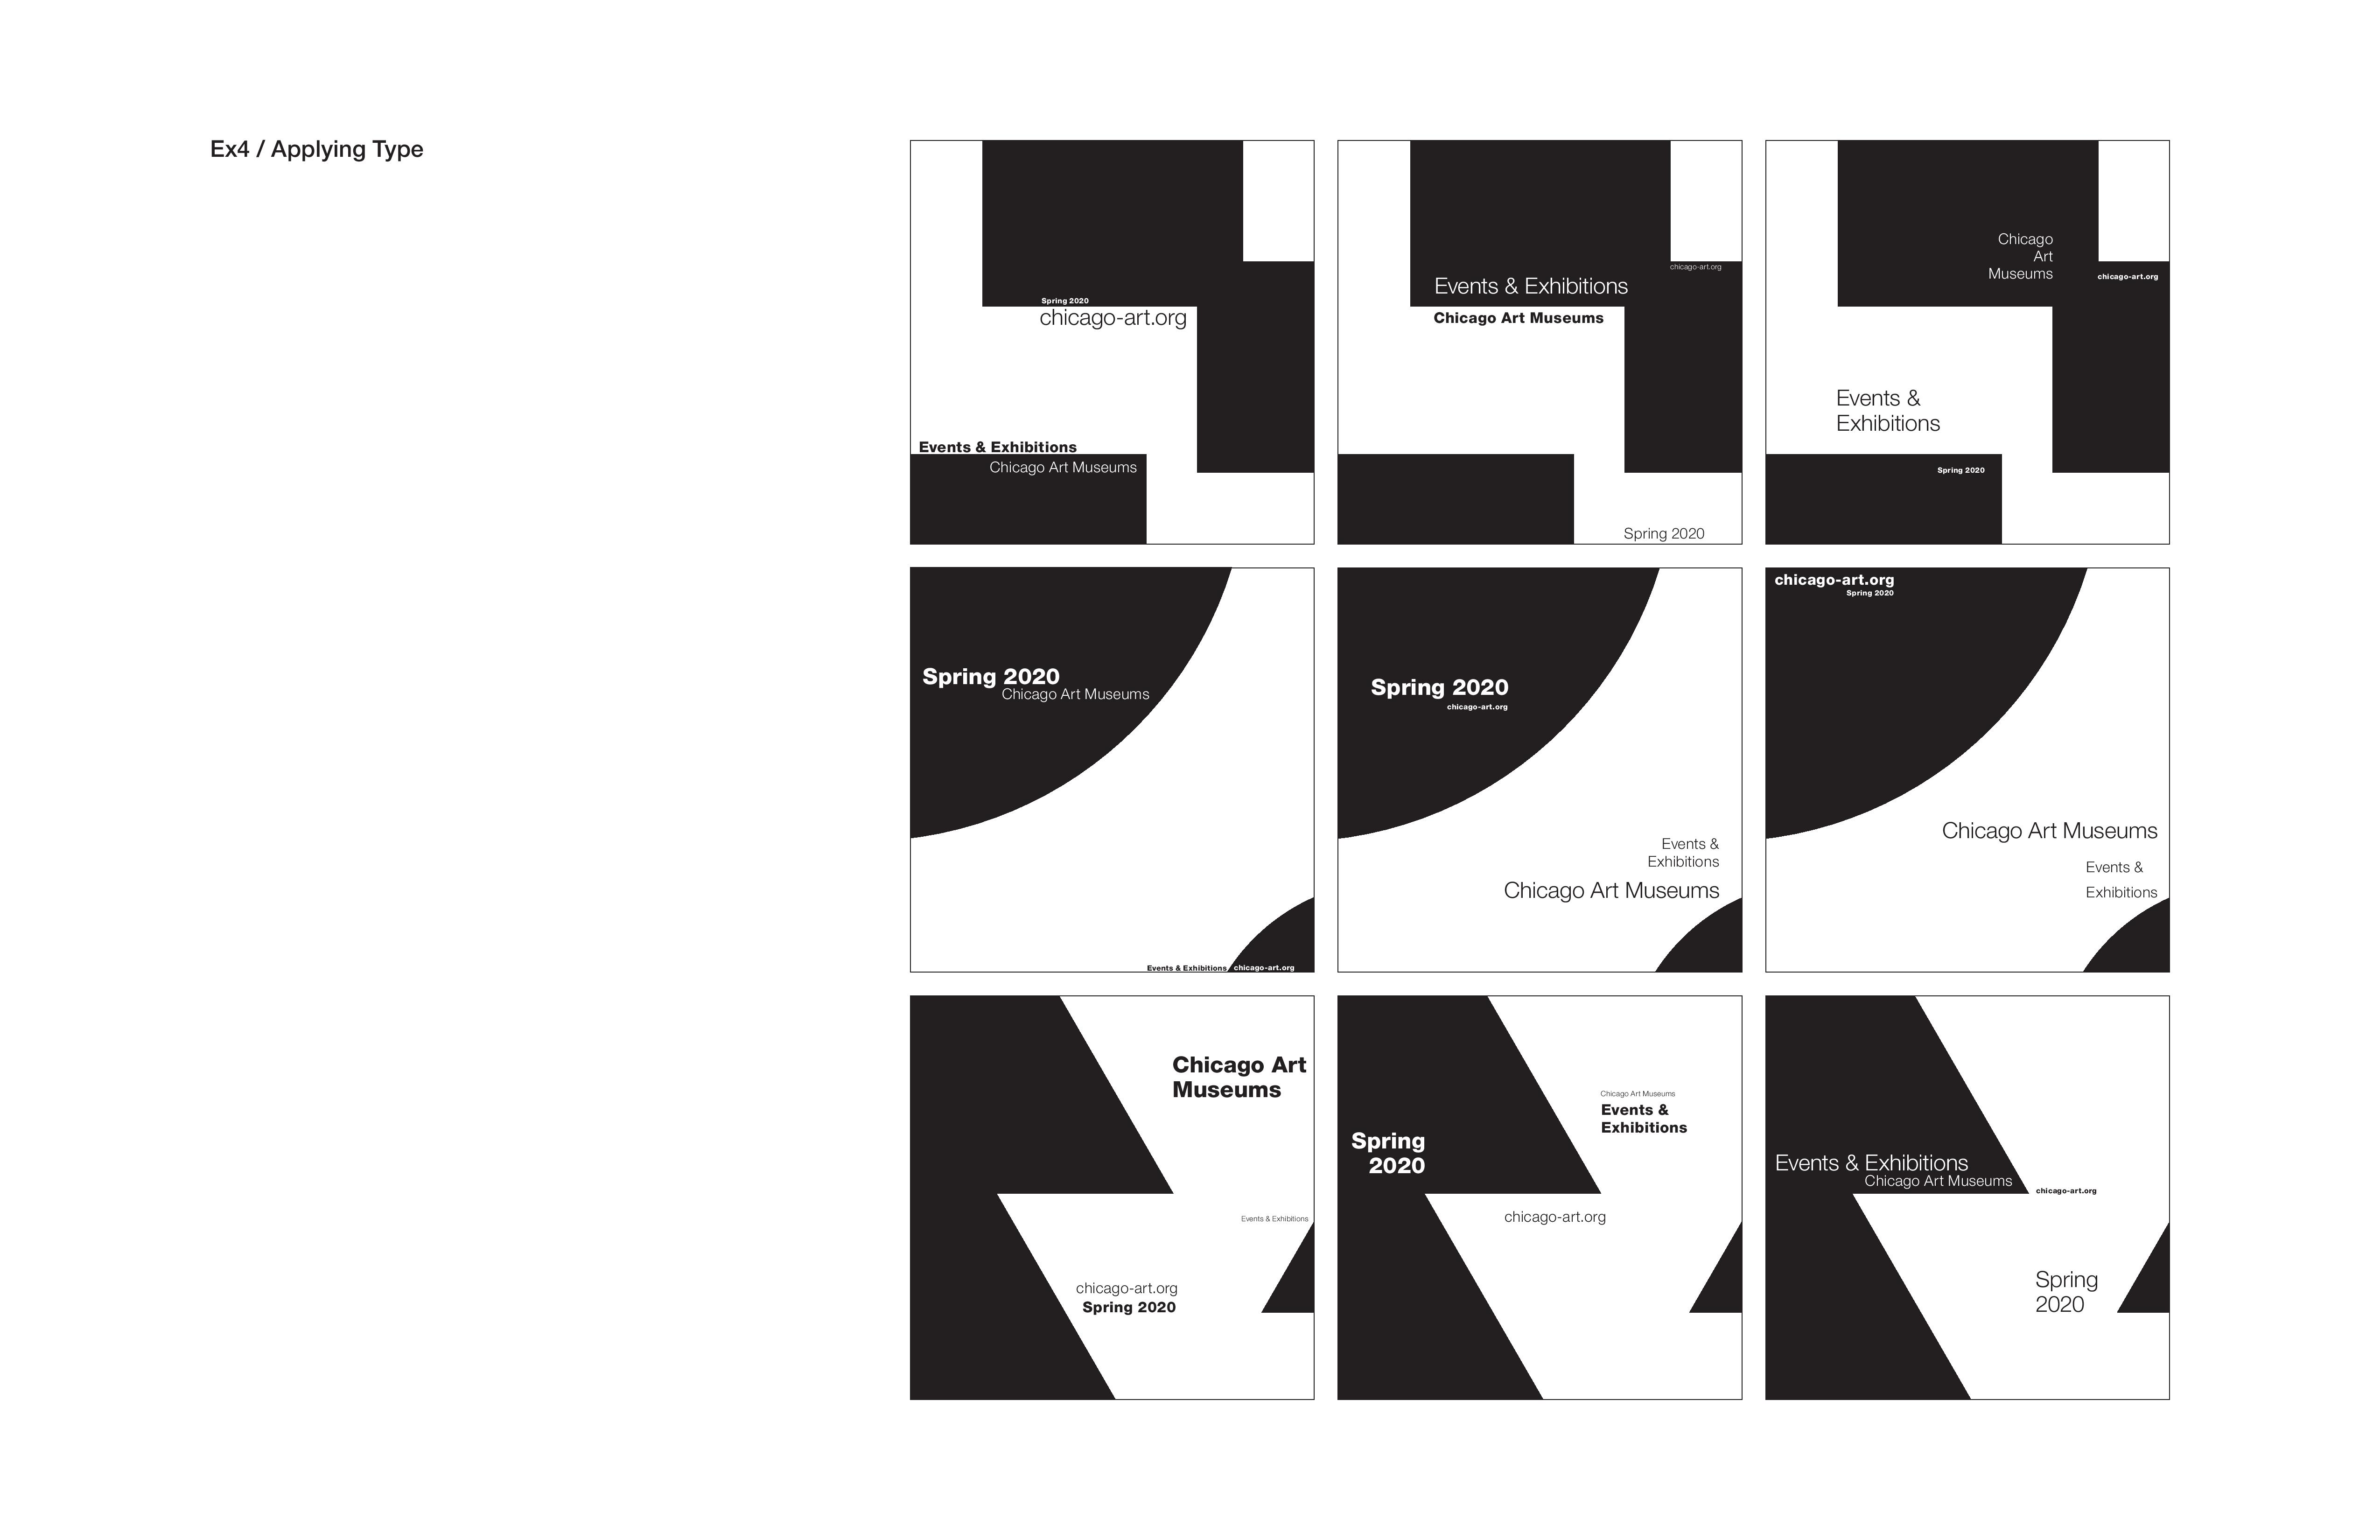 Ex4 / Applying Type
Spring 2020
chicago-art.org
Events & Exhibitions
Chicago Art Museums
chicago-art.org
Events & Exhibitions
Chicago Art Museums
Spring 2020
Chicago
Art
Museums
chicago-art.org
Events &
Exhibitions
Spring 2020
Spring 2020
Chicago Art Museums
Events & Exhibitions
chicago-art.org
Spring 2020
chicago-art.org
Events &
Exhibitions
Chicago Art Museums
chicago-art.org
Spring 2020
Chicago Art Museums
Events &
Exhibitions
Chicago Art
Museums
Events & Exhibitions
chicago-art.org
Spring 2020
Chicago Art Museums
Events &
Exhibitions
Spring
2020
chicago-art.org
Events & Exhibitions
Chicago Art Museums
chicago-art.org
Spring
2020